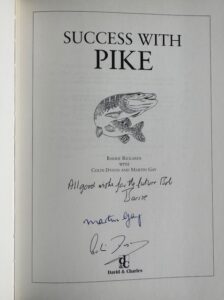 SUCCESS WITH
PIKE
BARRIE RICKARDS
WITH
COLIN DYSON AND MARTIN GAY
All good wishes for the future
Barrie
Martin Gay
David & Charles